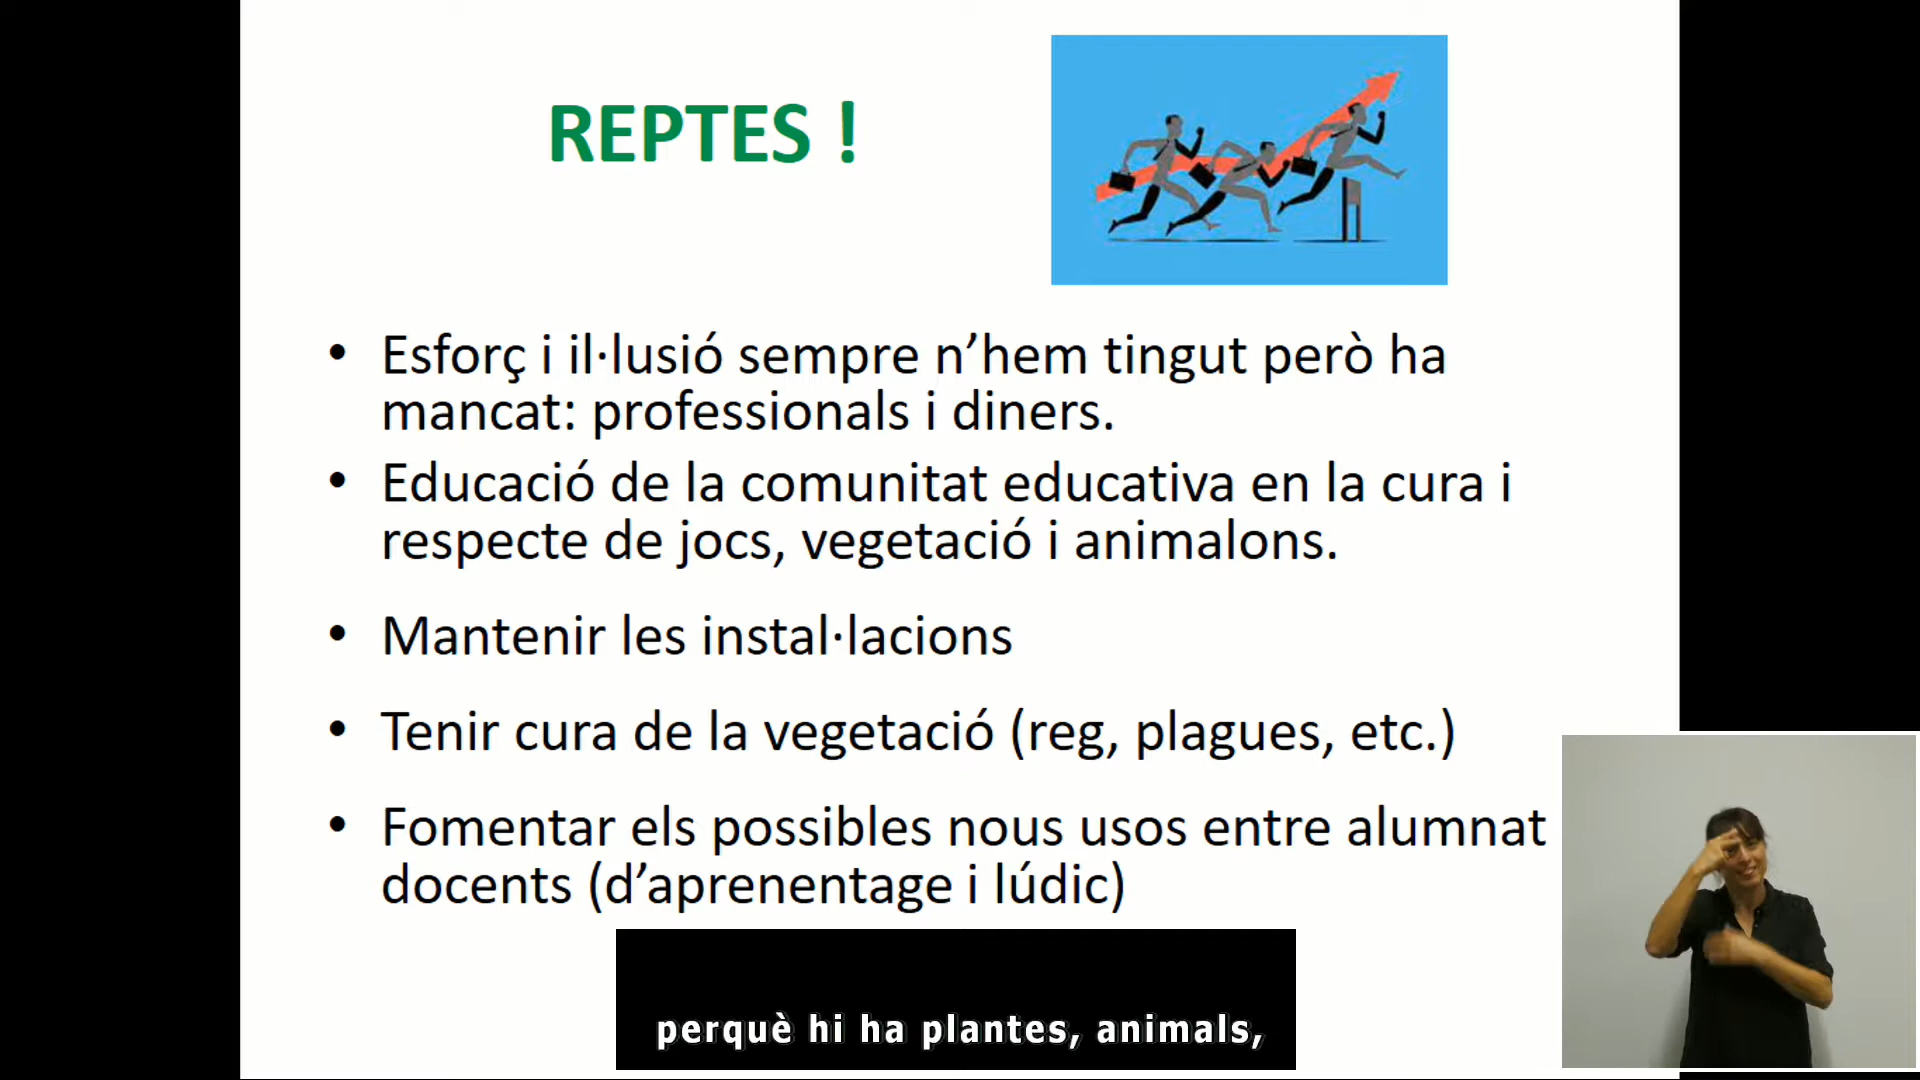 REPTES !
• Esforç i il·lusió sempre n’hem tingut però ha
mancat: professionals i diners.
• Educació de la comunitat educativa en la cura i
respecte de jocs, vegetació i animalons.
• Mantenir les instal·lacions
• Tenir cura de la vegetació (reg, plagues, etc.)
• Fomentar els possibles nous usos entre alumnat
docents (d’aprenentage i lúdic)
perquè hi ha plantes, animals,